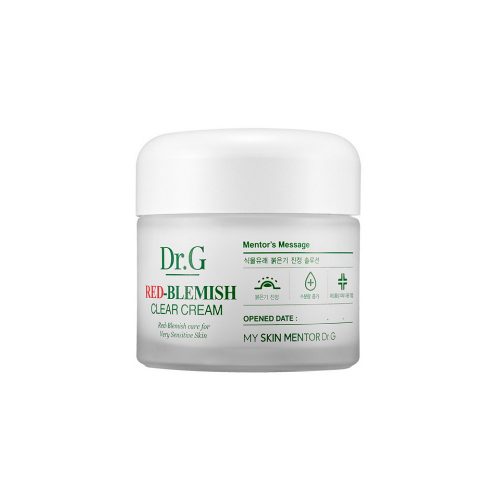 Dr.G
RED-BLEMISH
CLEAR CREAM
Red-Blemish care for
Very Sensitive Skin
Mentor's Message
식물유래 붉은기 진정 솔루션
붉은기 진정
수분량 증가
OPENED DATE : . .
MY SKIN MENTOR Dr.G